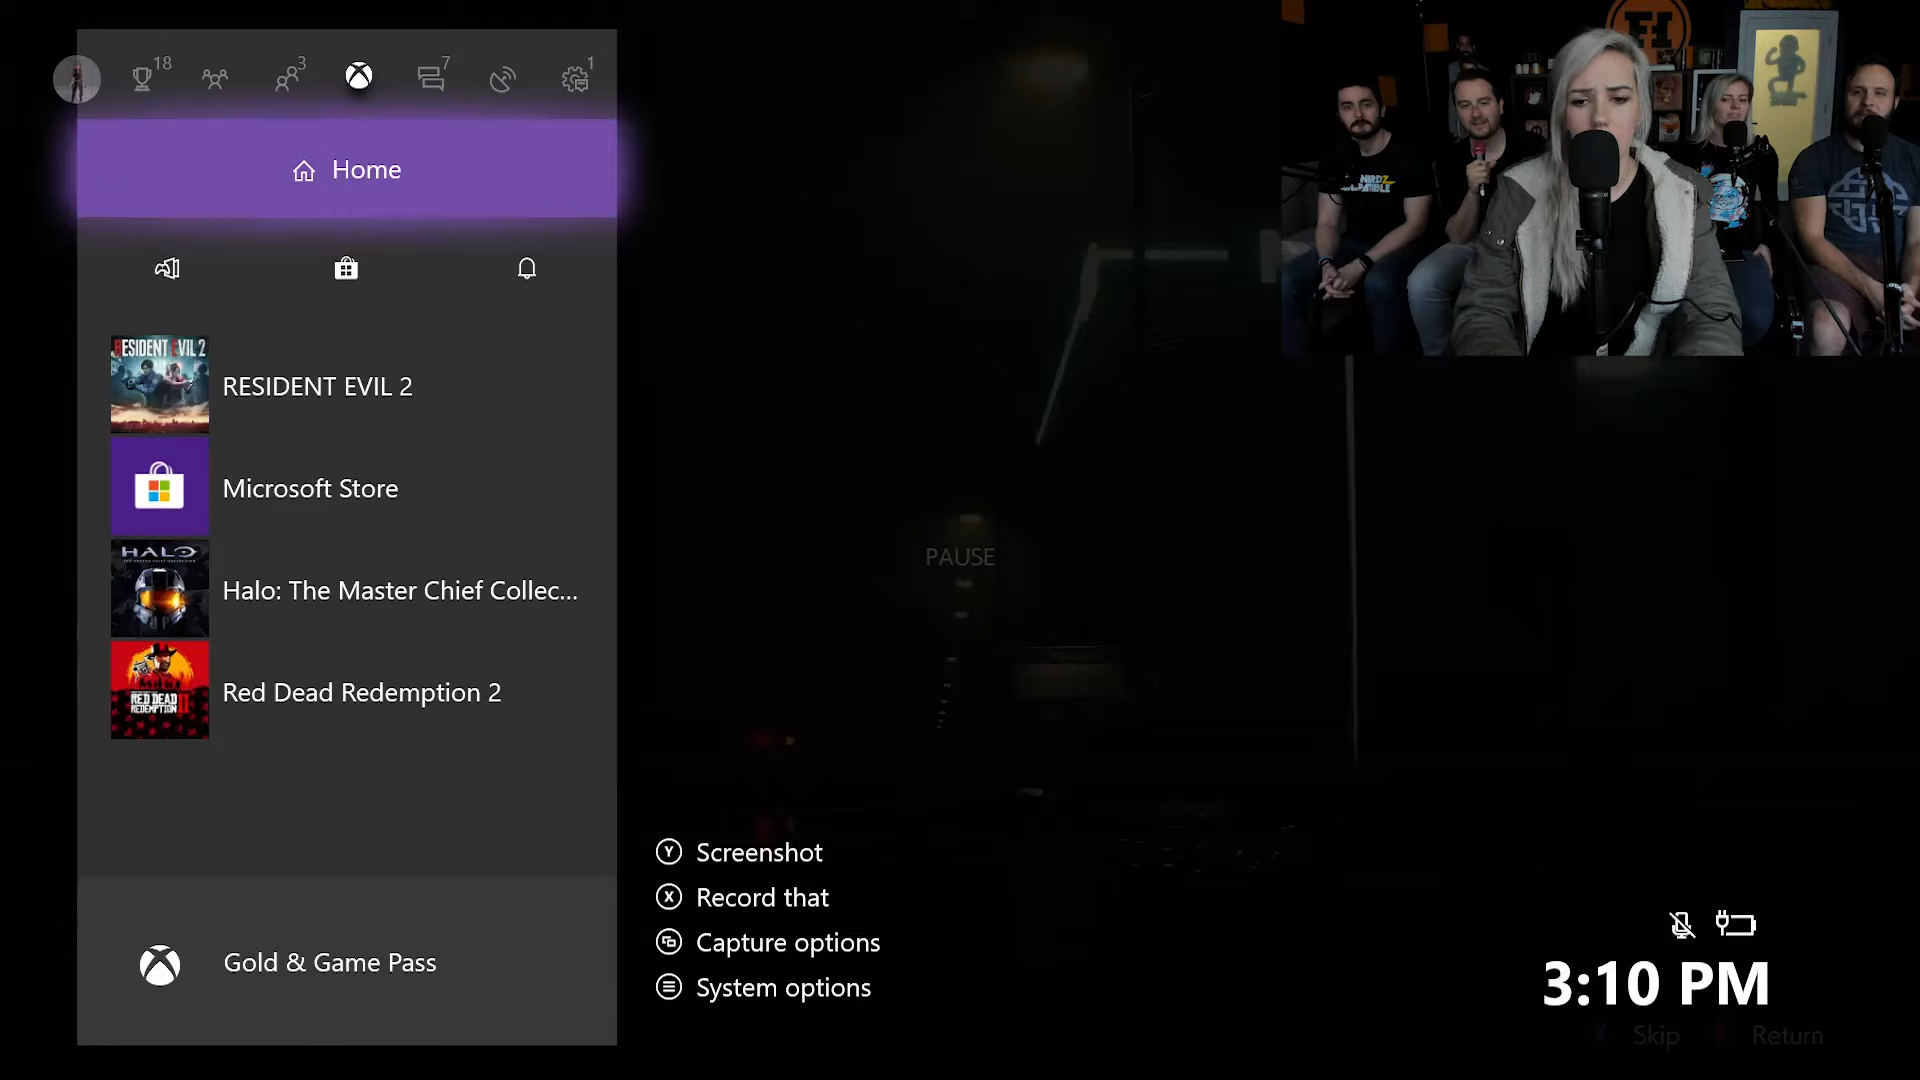 18
3
7
1
Home
RESIDENT EVIL 2
RESIDENT EVIL 2
Microsoft Store
HALO
Halo: The Master Chief Collec...
RED DEAD
REDEMPTION II
Red Dead Redemption 2
Gold & Game Pass
PAUSE
Y Screenshot
X Record that
Capture options
System options
3:10 PM
Skip
Return